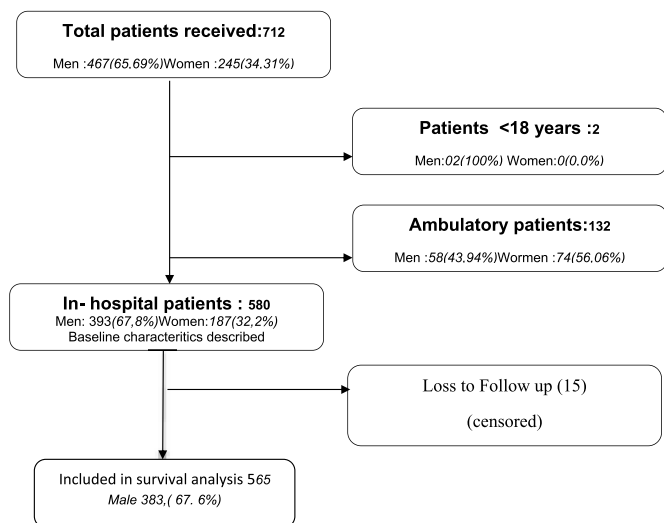 Total patients received:712
Men :467(65.69%)Women :245(34.31%)
Patients <18 years :2
Men:02(100%) Women:0(0.0%)
Ambulatory patients:132
Men :58(43.94%)Wormen :74(56.06%)
In- hospital patients : 580
Men: 393(67,8%)Women:187(32,2%)
Baseline characteritics described
Loss to Follow up (15)
(censored)
Included in survival analysis 565
Male 383,( 67. 6%)